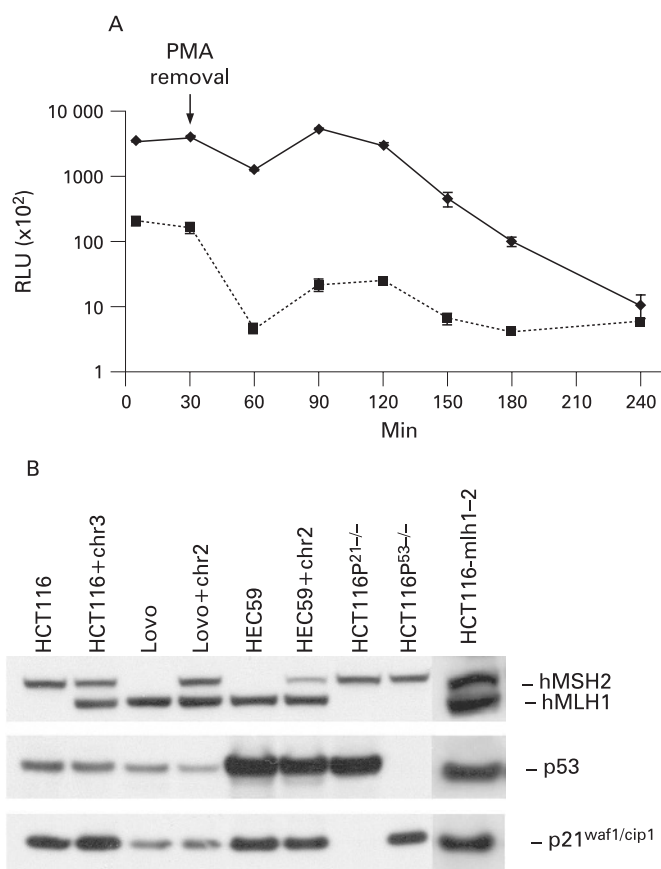 A
PMA
removal
10 000
1000
100
10
1
RLU (x10²)
0 30 60 90 120 150 180 210 240
Min
B
HCT116
HCT116+chr3
Lovo
Lovo+chr2
HEC59
HEC59+chr2
HCT116P²¹–/–
HCT116P⁵³–/–
HCT116-mlh1–2
– hMSH2
– hMLH1
– p53
– p21waf1/cip1